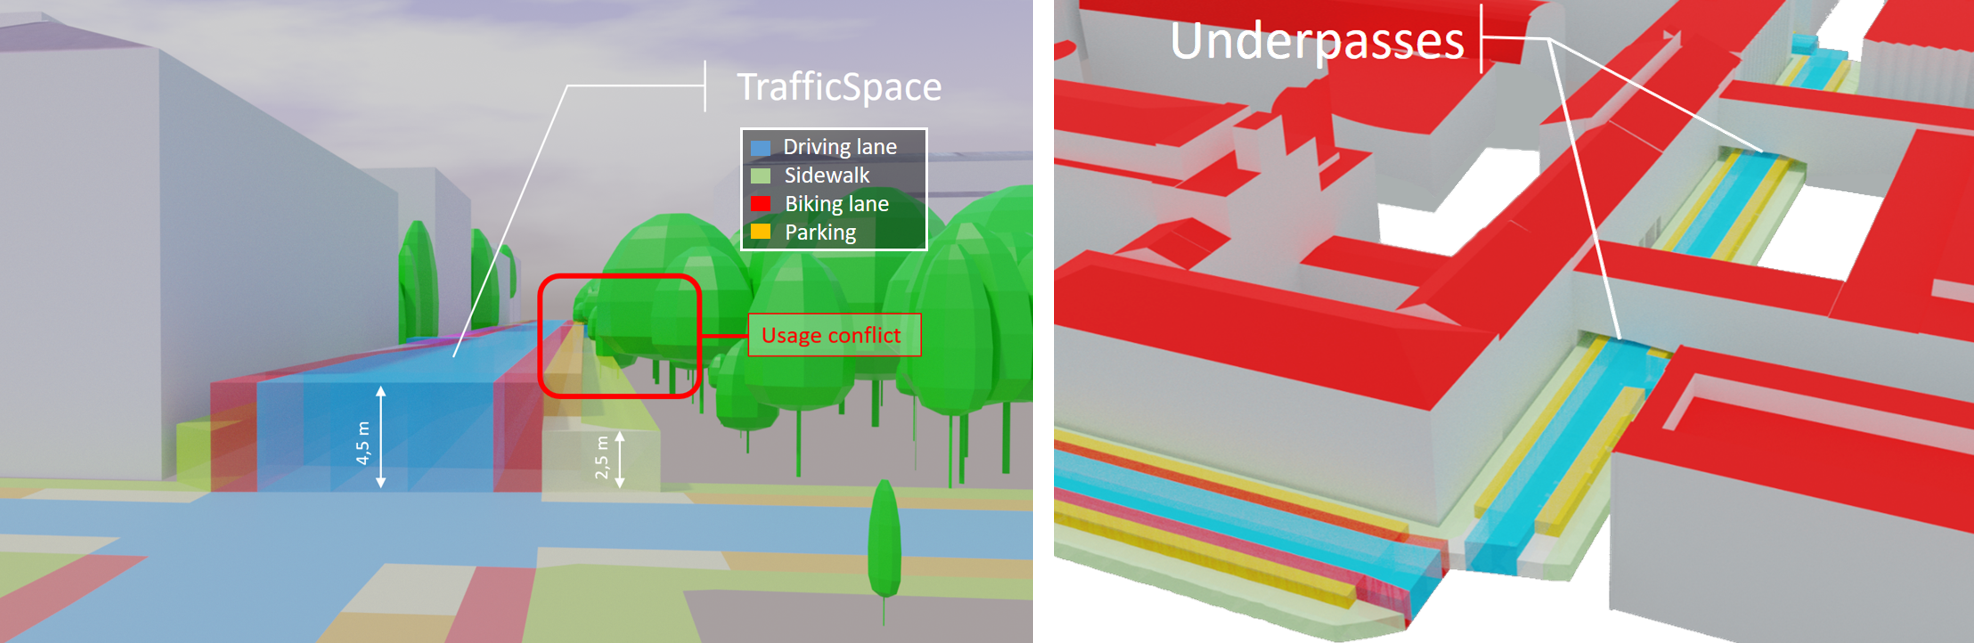 TrafficSpace
Driving lane
Sidewalk
Biking lane
Parking
Usage conflict
4,5 m
2,5 m
Underpasses